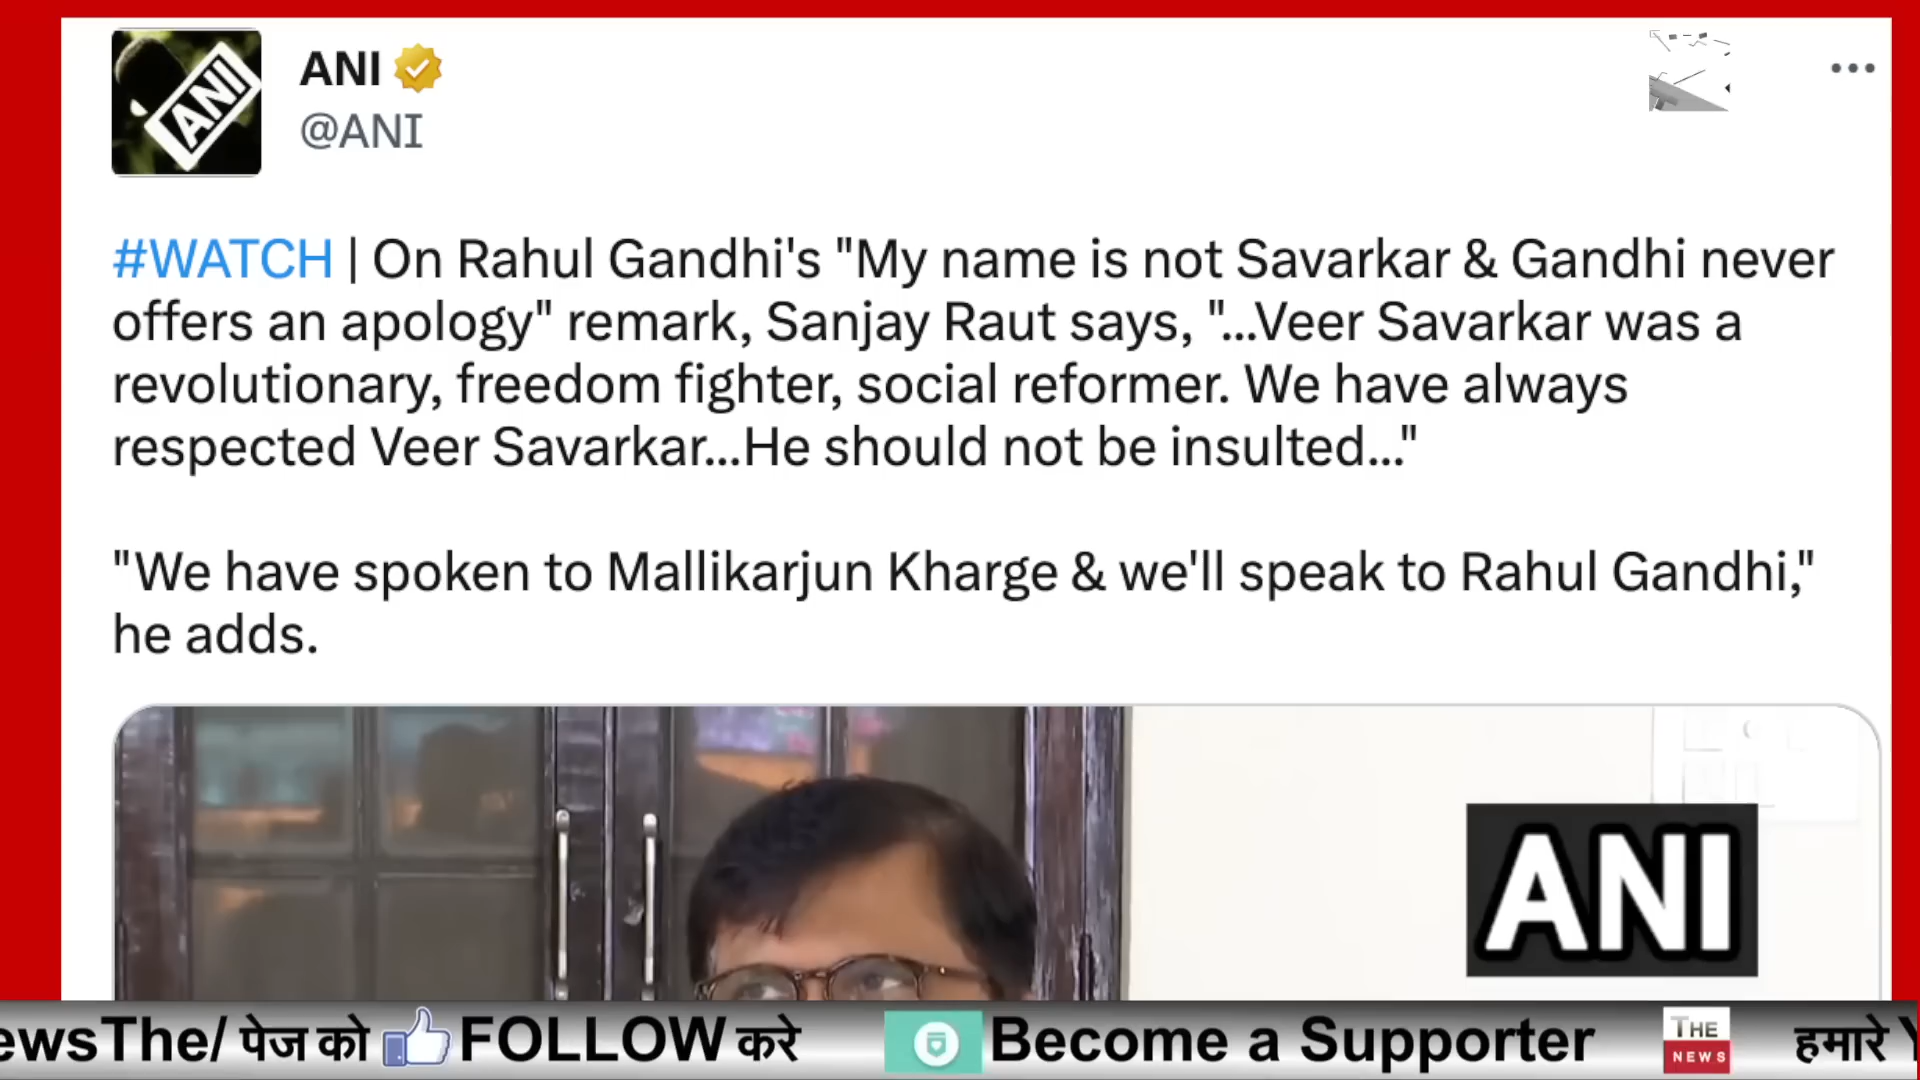 ANI
ANI
@ANI
#WATCH | On Rahul Gandhi's "My name is not Savarkar & Gandhi never
offers an apology" remark, Sanjay Raut says, "...Veer Savarkar was a
revolutionary, freedom fighter, social reformer. We have always
respected Veer Savarkar...He should not be insulted..."
"We have spoken to Mallikarjun Kharge & we'll speak to Rahul Gandhi,"
he adds.
ANI
ewsThe/ पेज को FOLLOW करे Become a Supporter THE NEWS हमारे